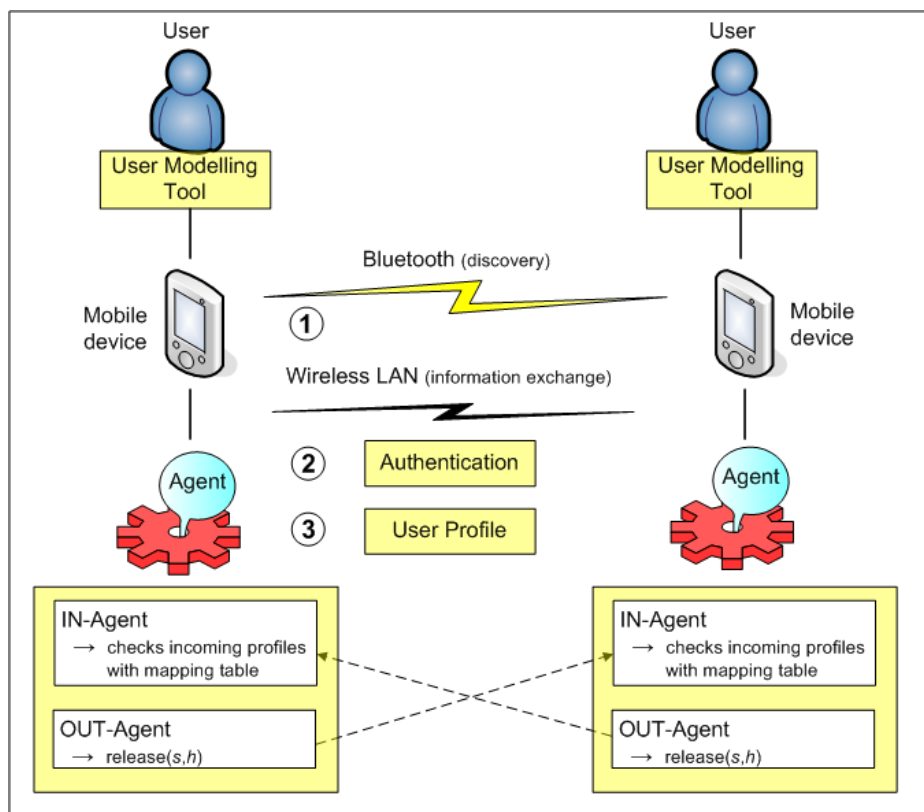 User
User
User Modelling
Tool
User Modelling
Tool
Bluetooth (discovery)
Mobile
device
1
Mobile
device
Wireless LAN (information exchange)
Agent
2
Authentication
Agent
3
User Profile
IN-Agent
→ checks incoming profiles
with mapping table
OUT-Agent
→ release(s,h)
IN-Agent
→ checks incoming profiles
with mapping table
OUT-Agent
→ release(s,h)